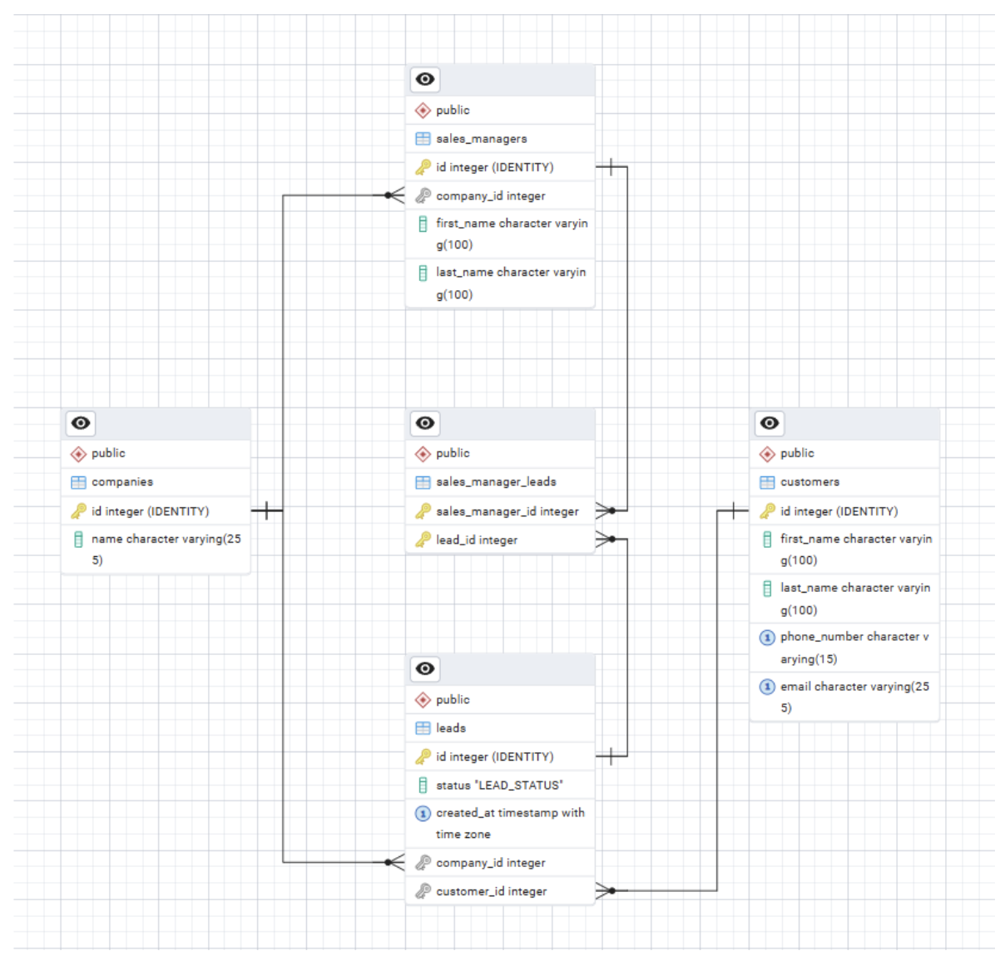 public
sales_managers
id integer (IDENTITY)
company_id integer
first_name character varyin
g(100)
last_name character varyin
g(100)
public
companies
id integer (IDENTITY)
name character varying(25
5)
public
sales_manager_leads
sales_manager_id integer
lead_id integer
public
customers
id integer (IDENTITY)
first_name character varyin
g(100)
last_name character varyin
g(100)
1 phone_number character v
arying(15)
1 email character varying(25
5)
public
leads
id integer (IDENTITY)
status "LEAD_STATUS"
1 created_at timestamp with
time zone
company_id integer
customer_id integer